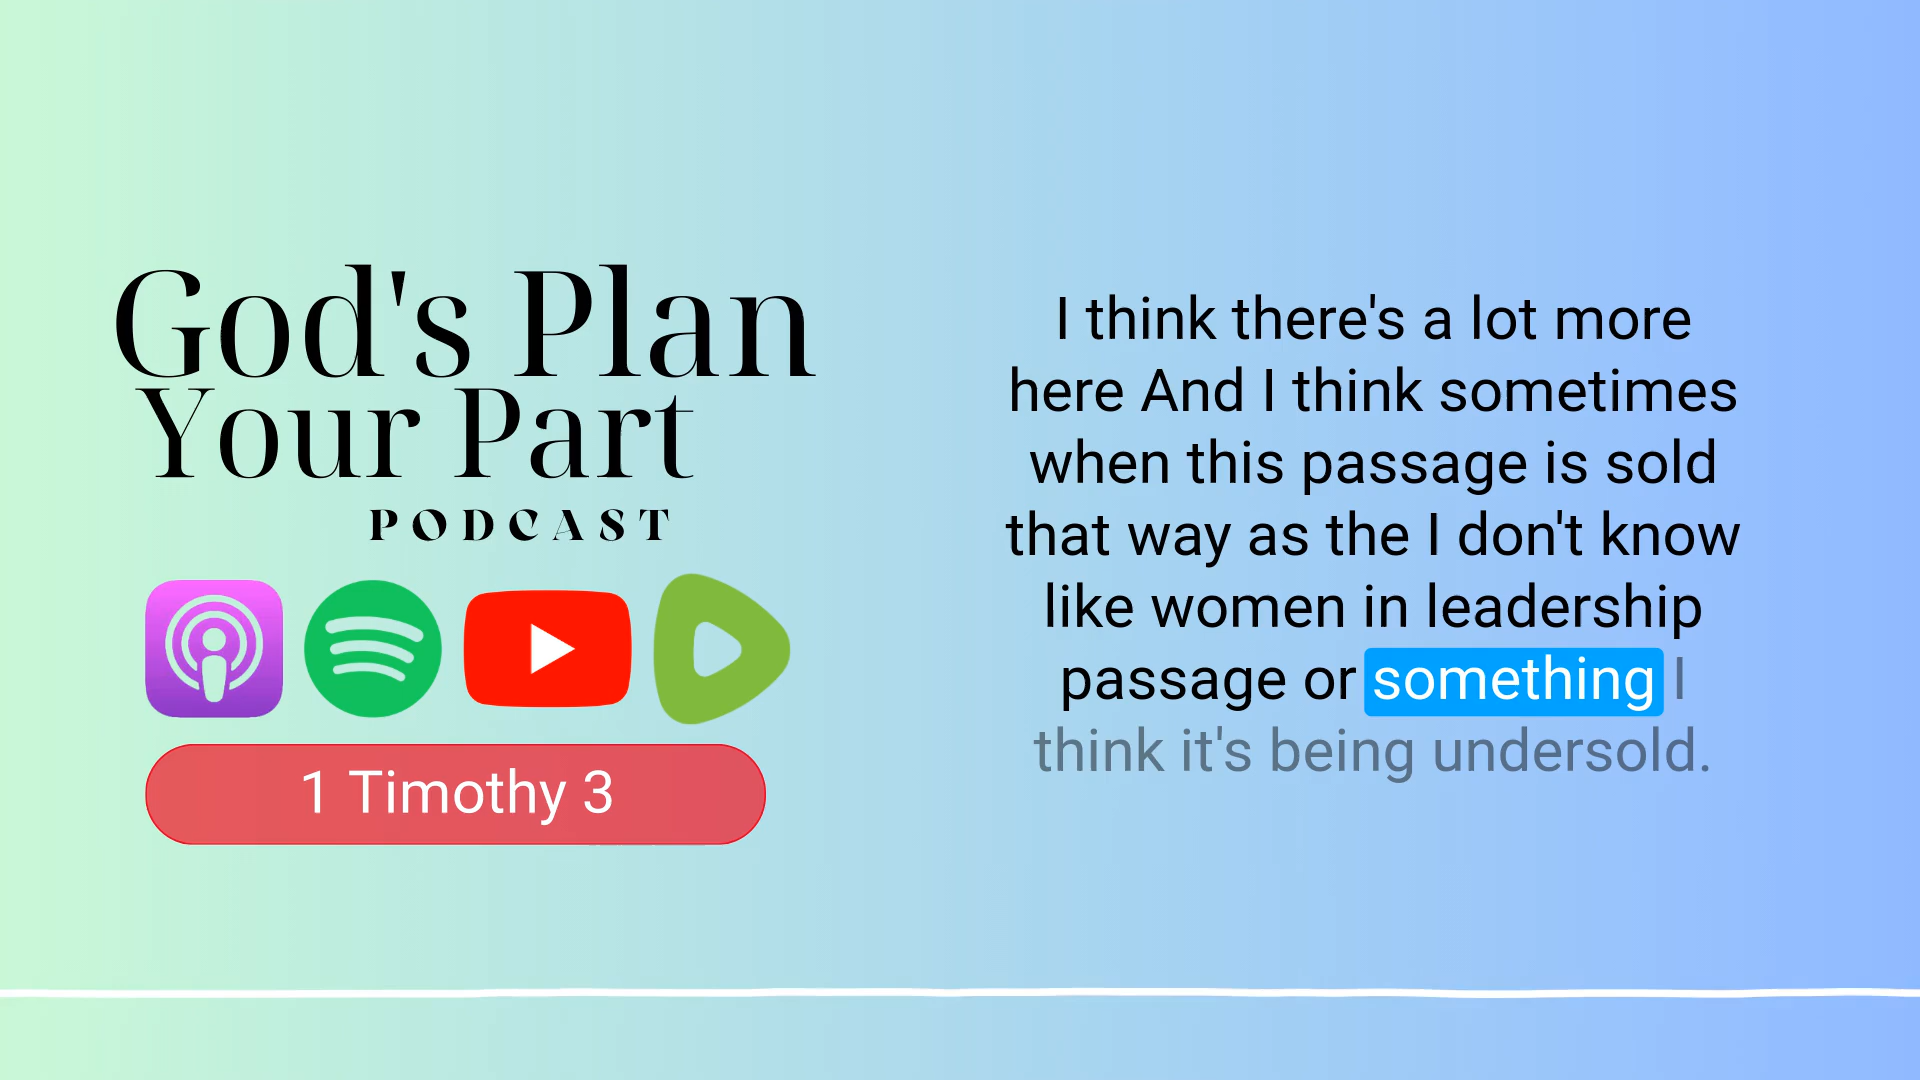 God's Plan
Your Part
PODCAST
1 Timothy 3
I think there's a lot more
here And I think sometimes
when this passage is sold
that way as the I don't know
like women in leadership
passage or something I
think it's being undersold.